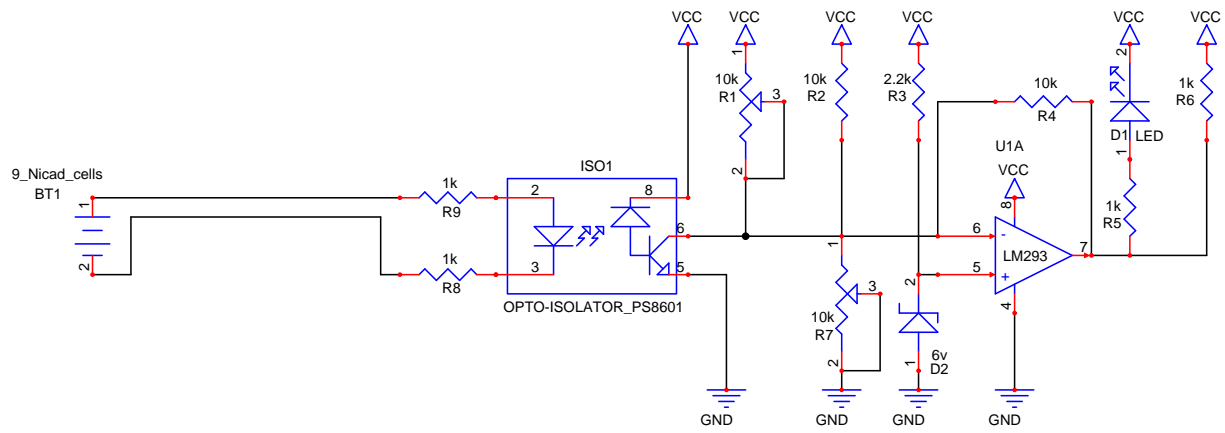 VCC
VCC
VCC
VCC
VCC
VCC
1
10k
R1
3
2
10k
R2
2.2k
R3
10k
R4
2
D1
LED
1
1k
R6
U1A
VCC
8
9_Nicad_cells
BT1
1
2
1k
R9
1k
R8
ISO1
2
3
8
6
5
OPTO-ISOLATOR_PS8601
1
10k
R7
3
2
6
-
5
+
LM293
7
4
1k
R5
2
1
6v
D2
GND
GND
GND
GND